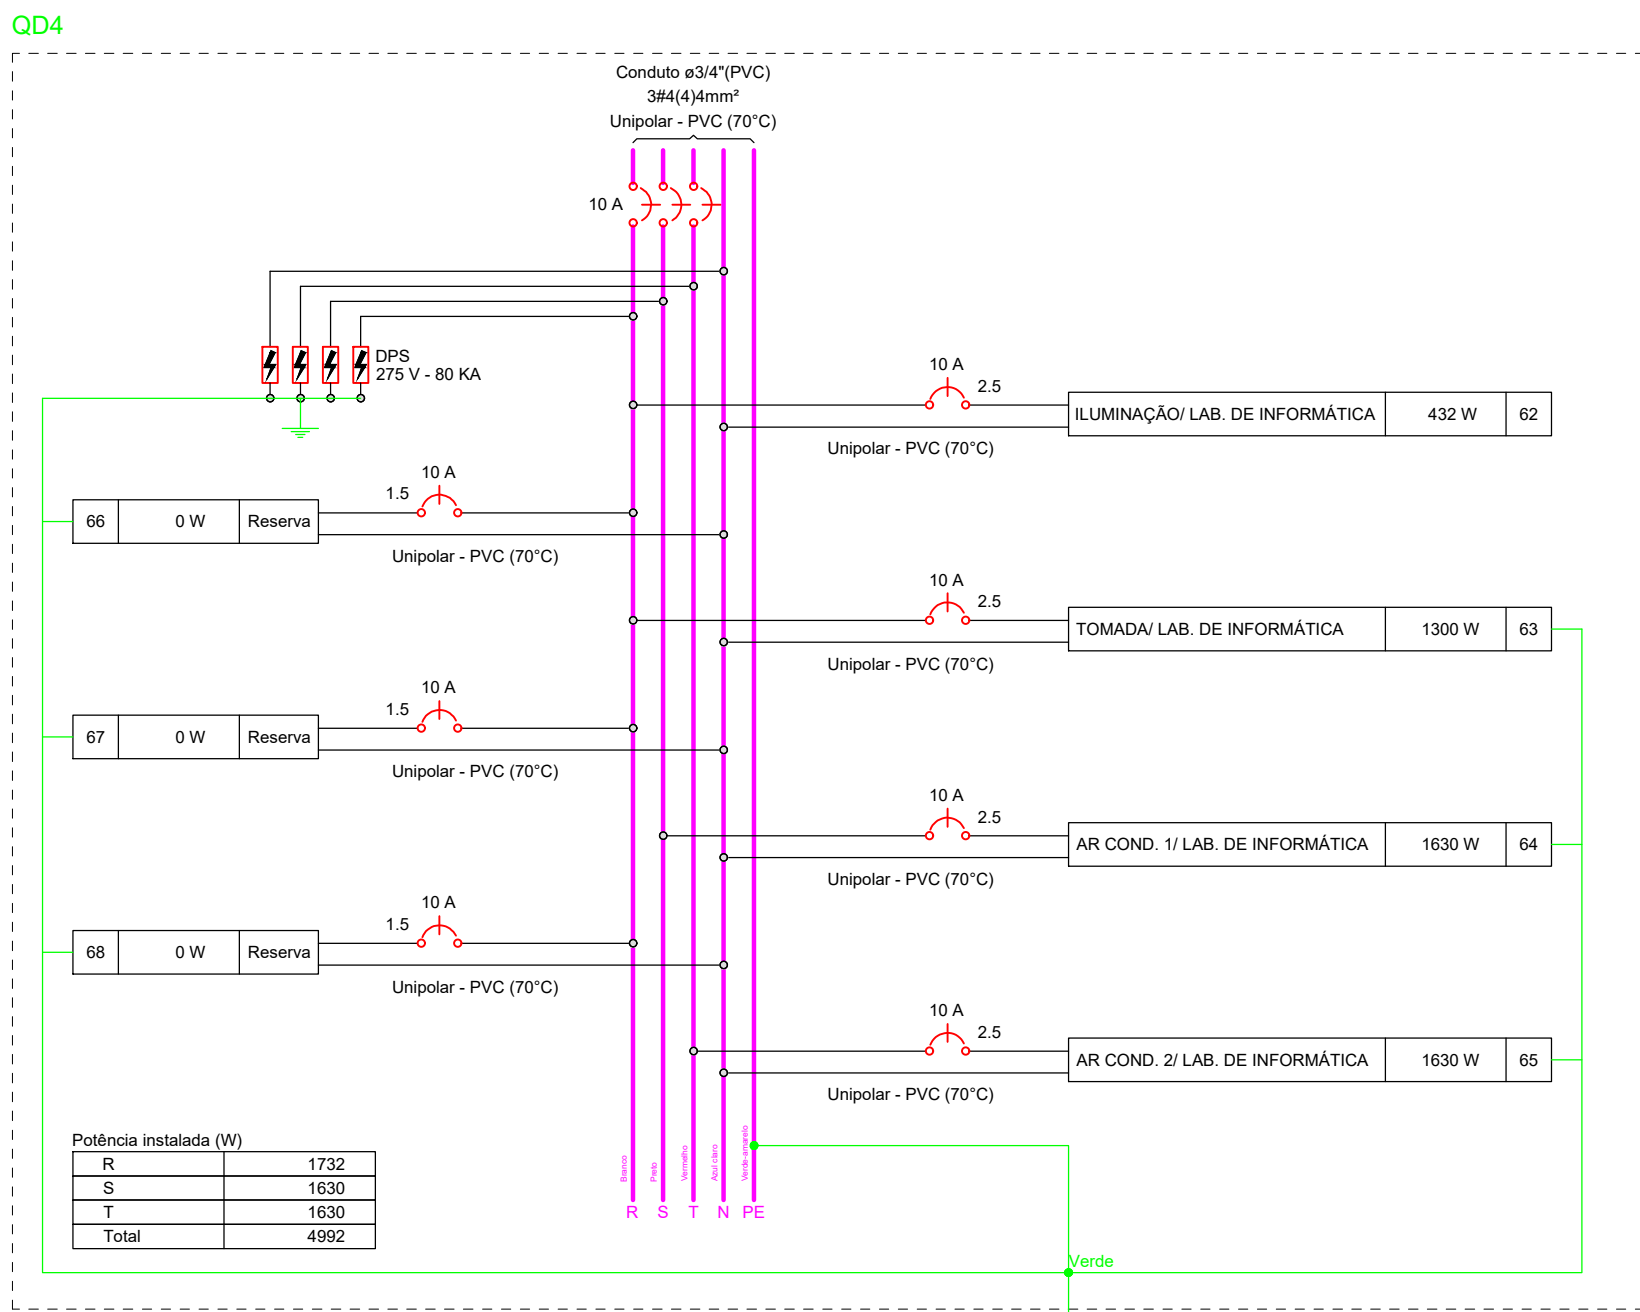 QD4
Conduto ø3/4"(PVC)
3#4(4)4mm²
Unipolar - PVC (70°C)
10 A
DPS
275 V - 80 KA
10 A
2.5
ILUMINAÇÃO/ LAB. DE INFORMÁTICA 432 W 62
Unipolar - PVC (70°C)
10 A
1.5
66 0 W Reserva
Unipolar - PVC (70°C)
10 A
2.5
TOMADA/ LAB. DE INFORMÁTICA 1300 W 63
Unipolar - PVC (70°C)
10 A
1.5
67 0 W Reserva
Unipolar - PVC (70°C)
10 A
2.5
AR COND. 1/ LAB. DE INFORMÁTICA 1630 W 64
Unipolar - PVC (70°C)
10 A
1.5
68 0 W Reserva
Unipolar - PVC (70°C)
10 A
2.5
AR COND. 2/ LAB. DE INFORMÁTICA 1630 W 65
Unipolar - PVC (70°C)
Potência instalada (W)
R 1732
S 1630
T 1630
Total 4992
Branco
Preto
Vermelho
Azul claro
Verde-amarelo
R S T N PE
Verde